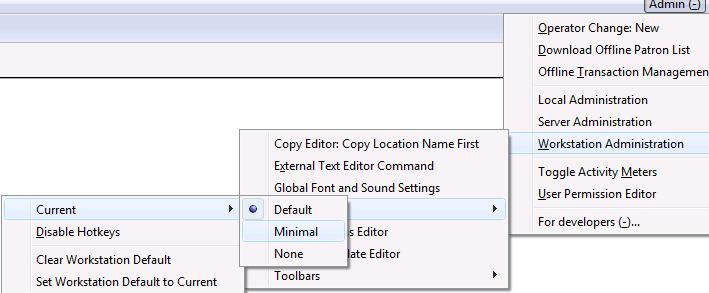 Admin (-)
Operator Change: New
Download Offline Patron List
Offline Transaction Managemen
Local Administration
Server Administration
Workstation Administration
Toggle Activity Meters
User Permission Editor
For developers (-)...
Copy Editor: Copy Location Name First
External Text Editor Command
Global Font and Sound Settings
s Editor
ate Editor
Toolbars
Default
Minimal
None
Current
Disable Hotkeys
Clear Workstation Default
Set Workstation Default to Current